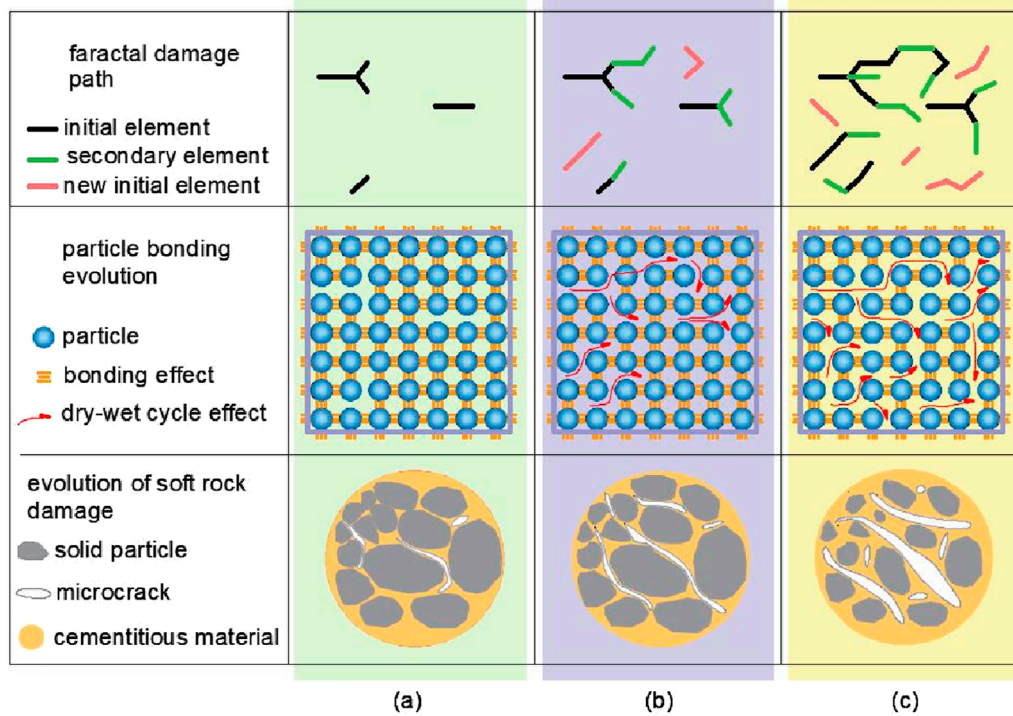 faractal damage
path
initial element
secondary element
new initial element
particle bonding
evolution
particle
bonding effect
dry-wet cycle effect
evolution of soft rock
damage
solid particle
microcrack
cementitious material
(a)
(b)
(c)